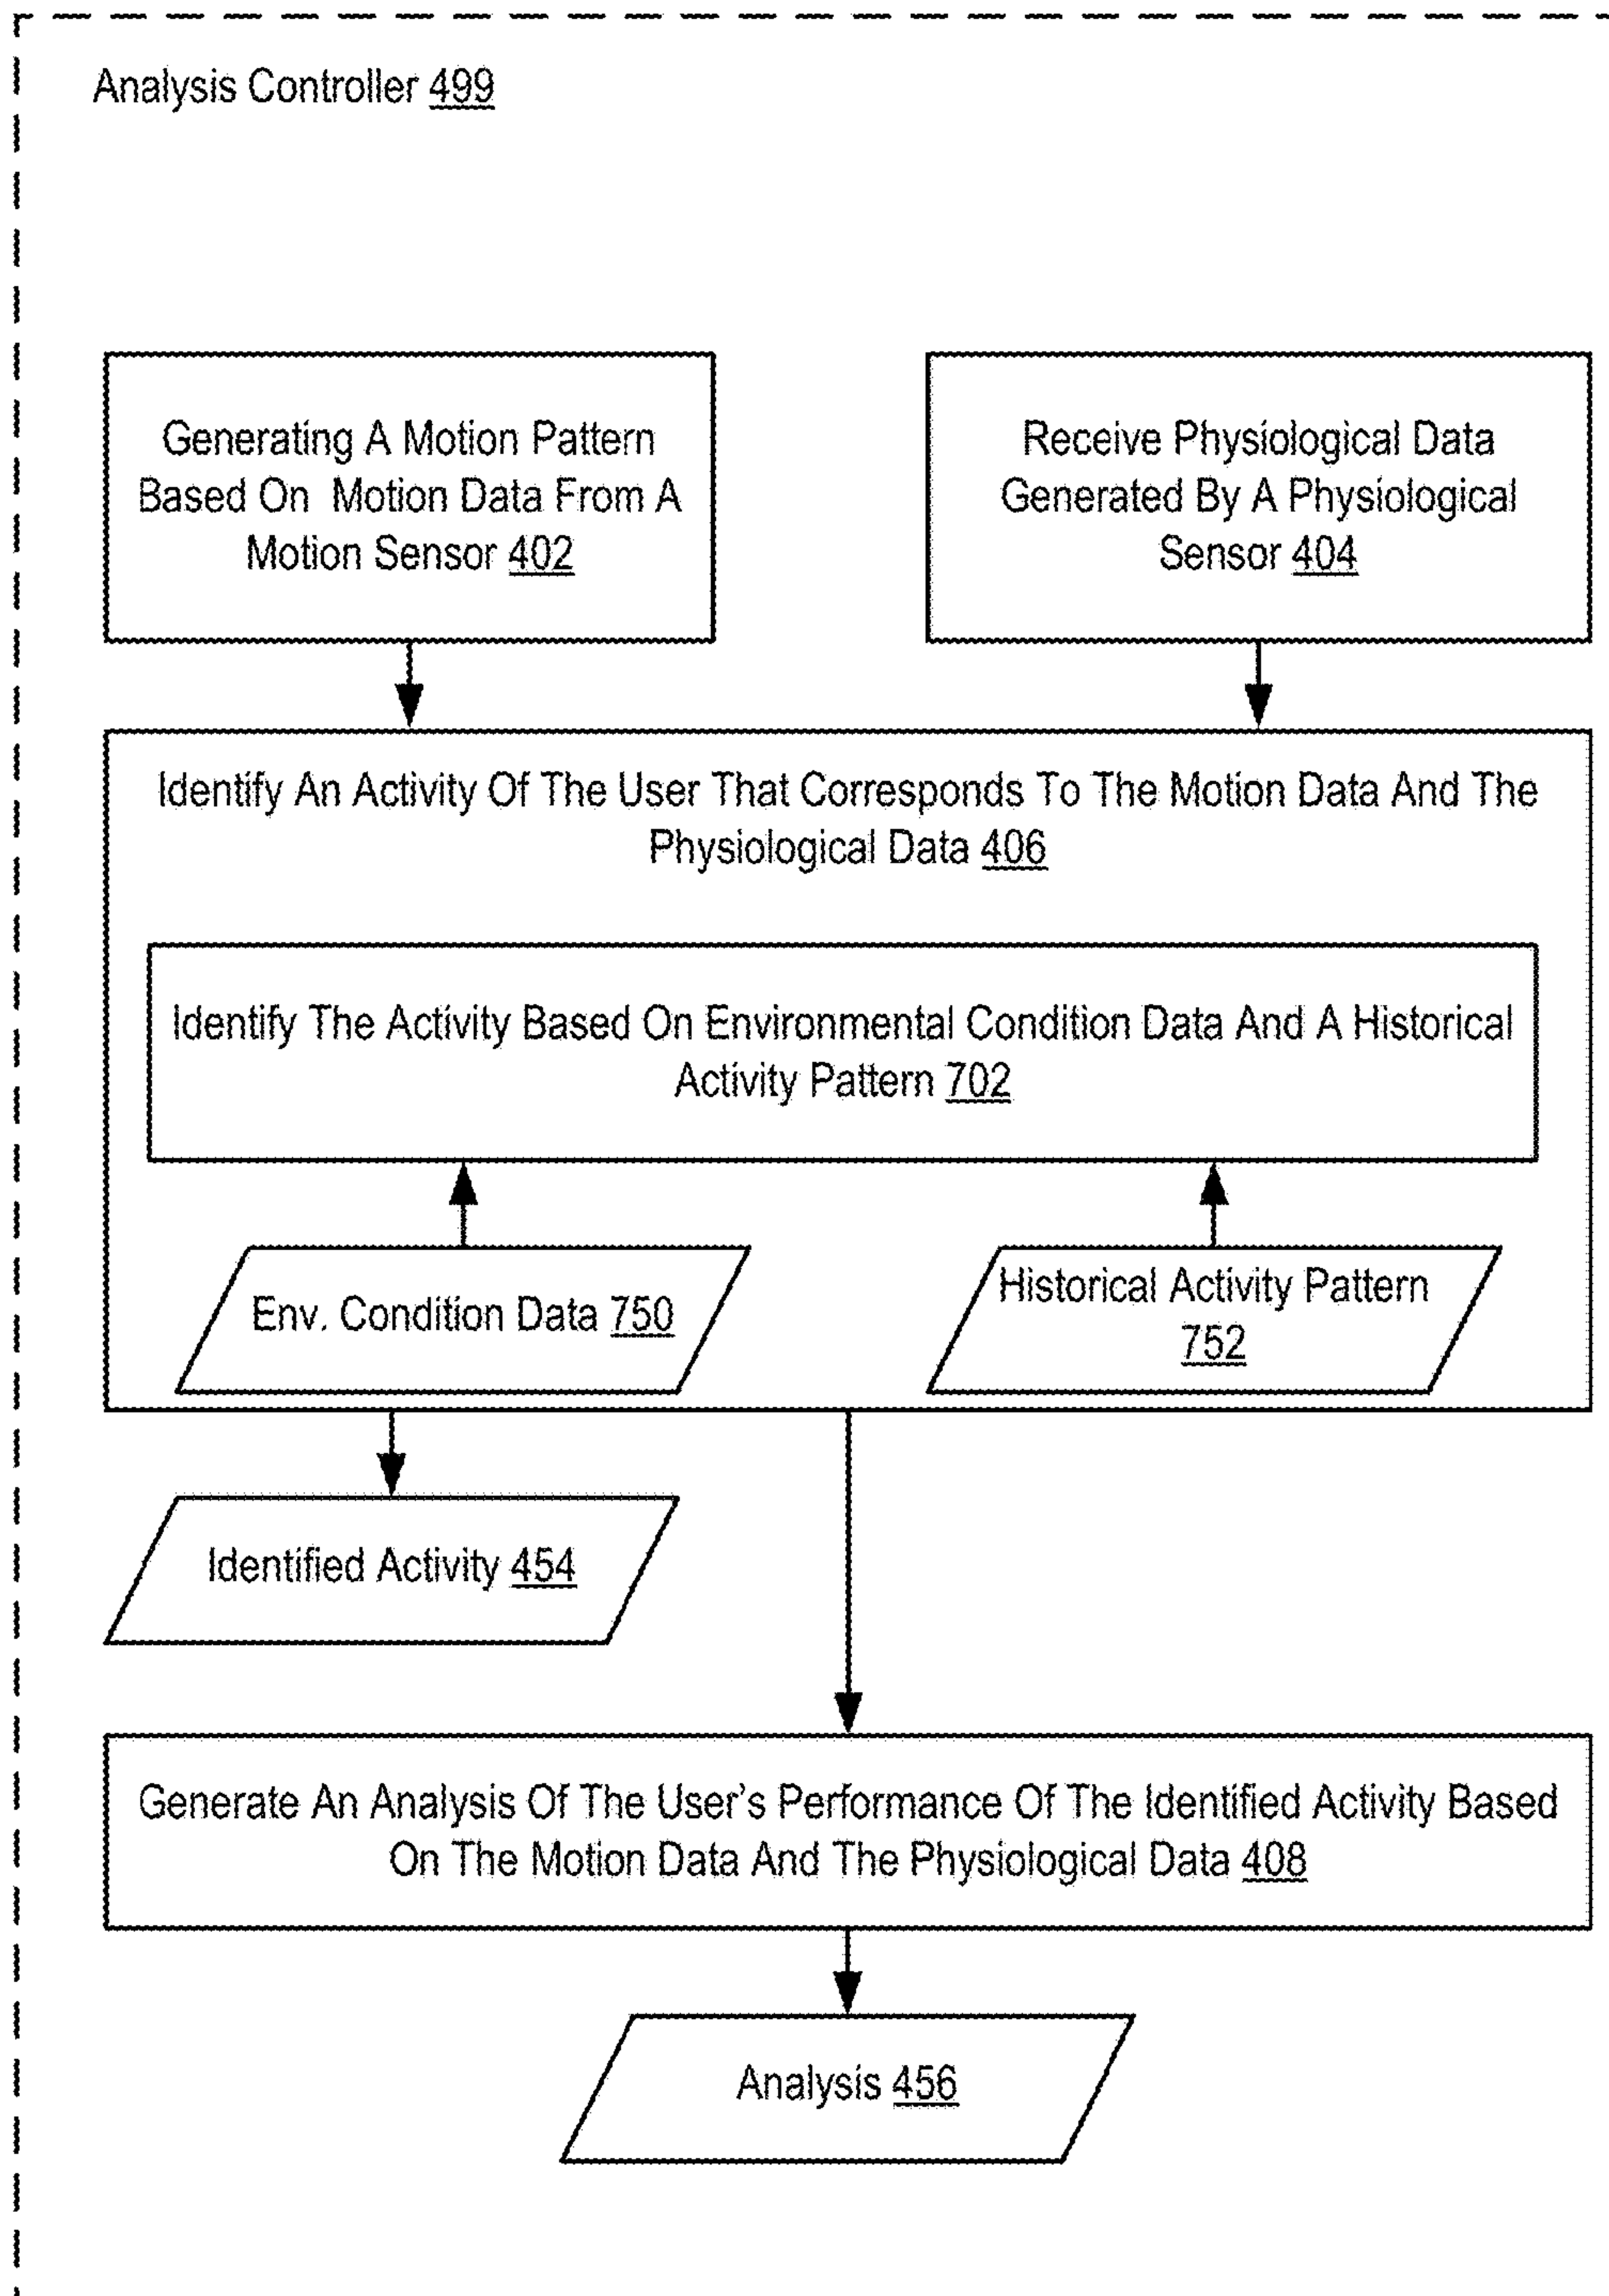 Analysis Controller 499
Generating A Motion Pattern
Based On Motion Data From A
Motion Sensor 402
Receive Physiological Data
Generated By A Physiological
Sensor 404
Identify An Activity Of The User That Corresponds To The Motion Data And The
Physiological Data 406
Identify The Activity Based On Environmental Condition Data And A Historical
Activity Pattern 702
Env. Condition Data 750
Historical Activity Pattern
752
Identified Activity 454
Generate An Analysis Of The User's Performance Of The Identified Activity Based
On The Motion Data And The Physiological Data 408
Analysis 456